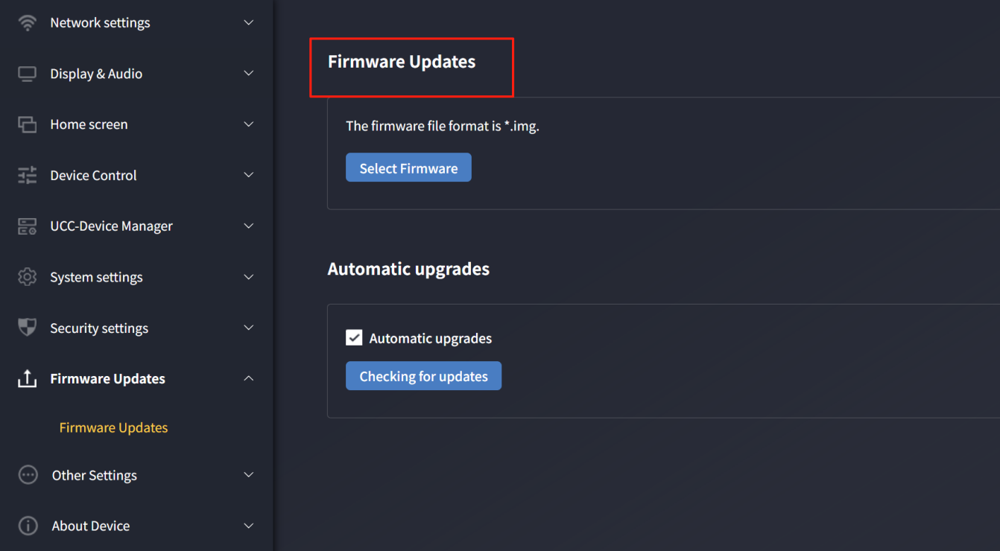 Network settings
Display & Audio
Home screen
Device Control
UCC-Device Manager
System settings
Security settings
Firmware Updates
Firmware Updates
Other Settings
About Device
Firmware Updates
The firmware file format is *.img.
Select Firmware
Automatic upgrades
Automatic upgrades
Checking for updates